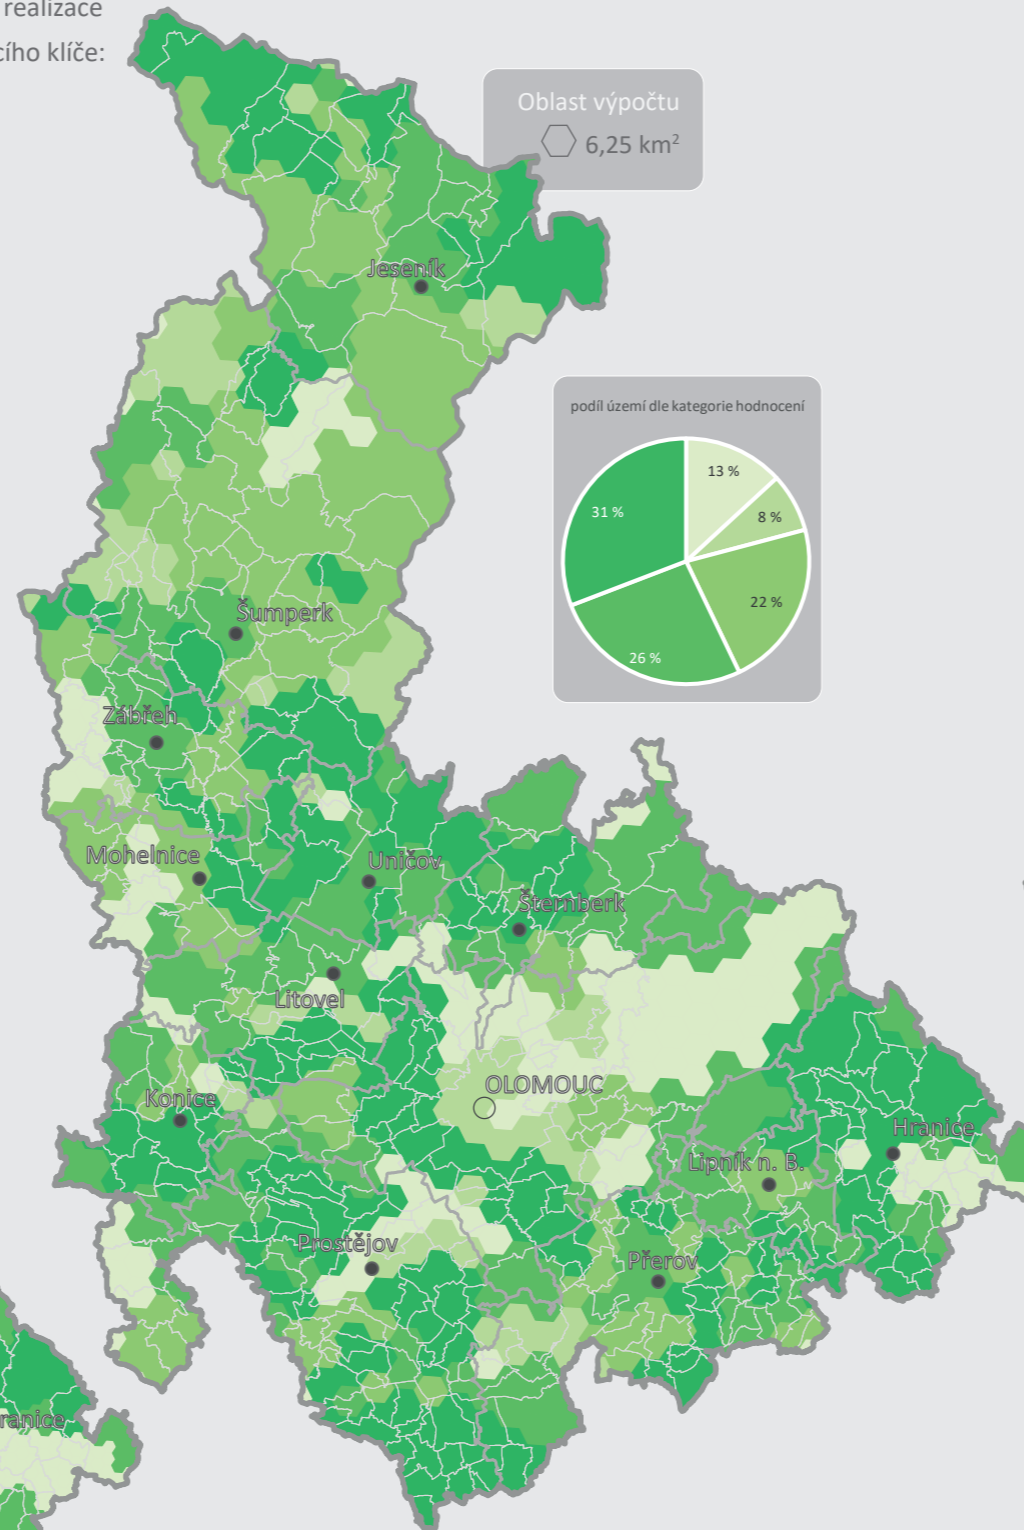 realizace
cího klíče:
Oblast výpočtu
6,25 km²
Jeseník
podíl území dle kategorie hodnocení
13 %
31 %
8 %
22 %
26 %
Šumperk
Zábřeh
Mohelnice
Uničov
Šternberk
Litovel
OLOMOUC
Konice
Hranice
Lipník n. B.
Prostějov
Přerov
ranice